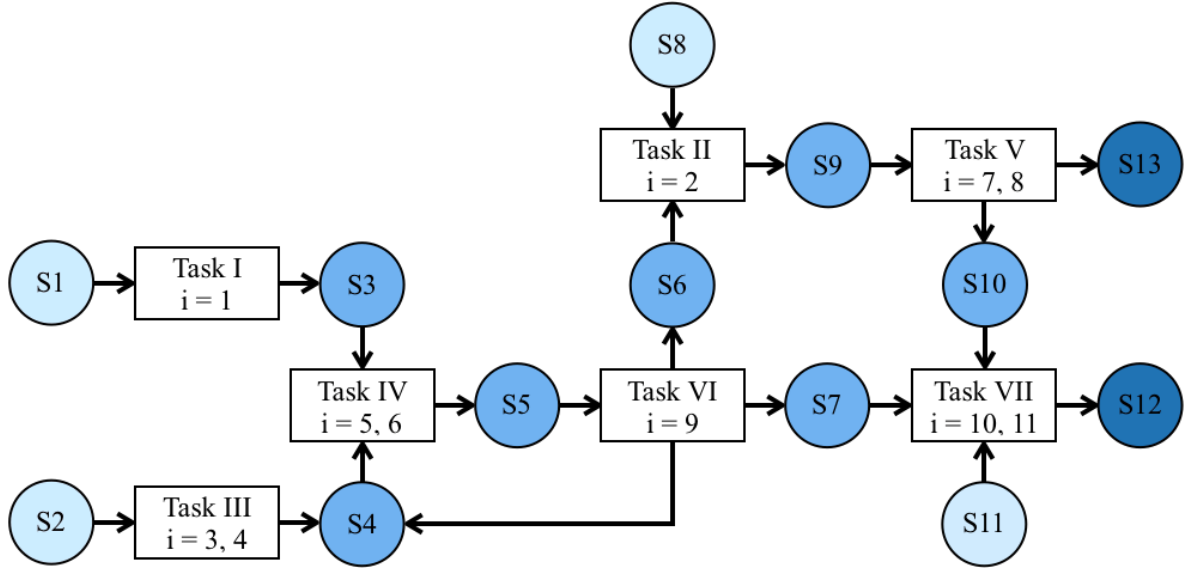 S8
Task II
i = 2
S9
Task V
i = 7, 8
S13
S1
Task I
i = 1
S3
S6
S10
Task IV
i = 5, 6
S5
Task VI
i = 9
S7
Task VII
i = 10, 11
S12
S2
Task III
i = 3, 4
S4
S11